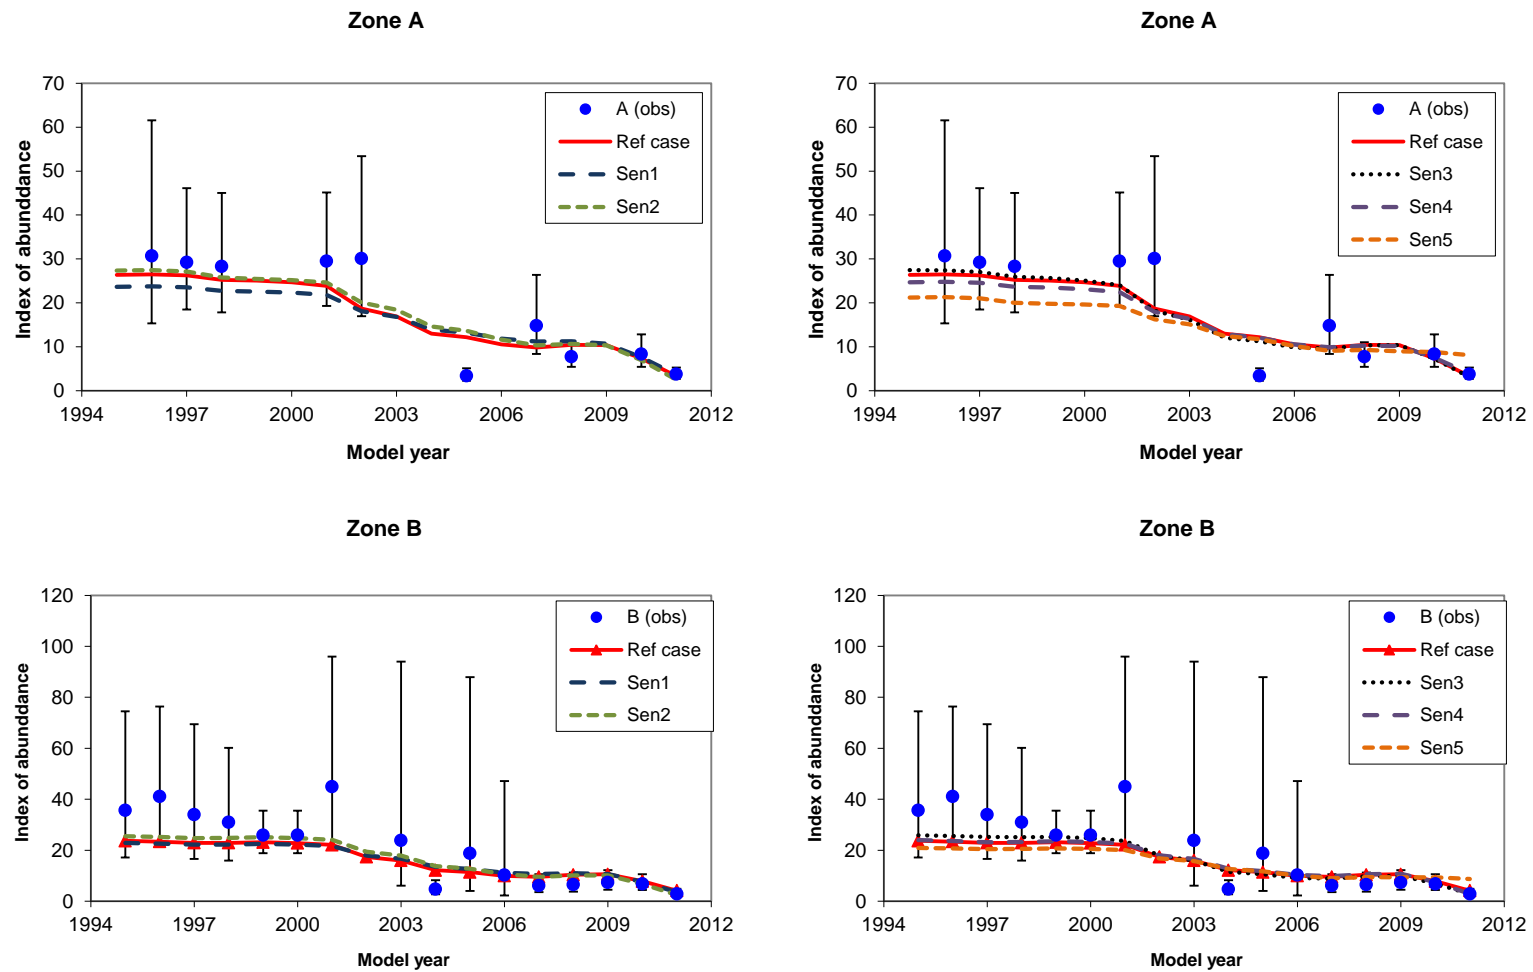 Zone A
70
60
50
40
30
20
10
0
1994 1997 2000 2003 2006 2009 2012
Index of abunddance
Model year
A (obs)
Ref case
Sen1
Sen2
Zone A
70
60
50
40
30
20
10
0
1994 1997 2000 2003 2006 2009 2012
Index of abunddance
Model year
A (obs)
Ref case
Sen3
Sen4
Sen5
Zone B
120
100
80
60
40
20
0
1994 1997 2000 2003 2006 2009 2012
Index of abunddance
Model year
B (obs)
Ref case
Sen1
Sen2
Zone B
120
100
80
60
40
20
0
1994 1997 2000 2003 2006 2009 2012
Index of abunddance
Model year
B (obs)
Ref case
Sen3
Sen4
Sen5